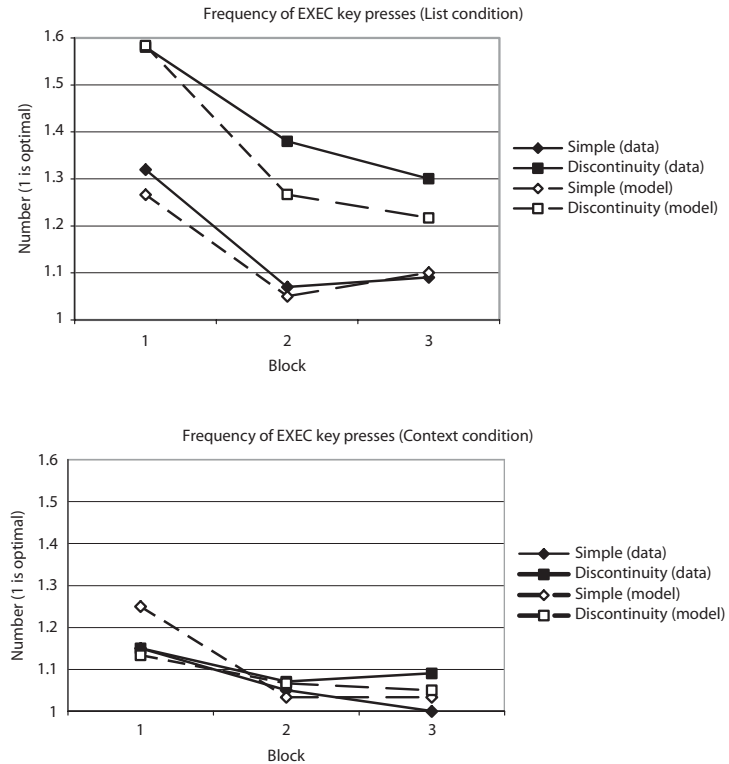 Frequency of EXEC key presses (List condition)
1.6
1.5
1.4
1.3
1.2
1.1
1
Number (1 is optimal)
1 2 3
Block
Simple (data)
Discontinuity (data)
Simple (model)
Discontinuity (model)
Frequency of EXEC key presses (Context condition)
1.6
1.5
1.4
1.3
1.2
1.1
1
Number (1 is optimal)
1 2 3
Block
Simple (data)
Discontinuity (data)
Simple (model)
Discontinuity (model)